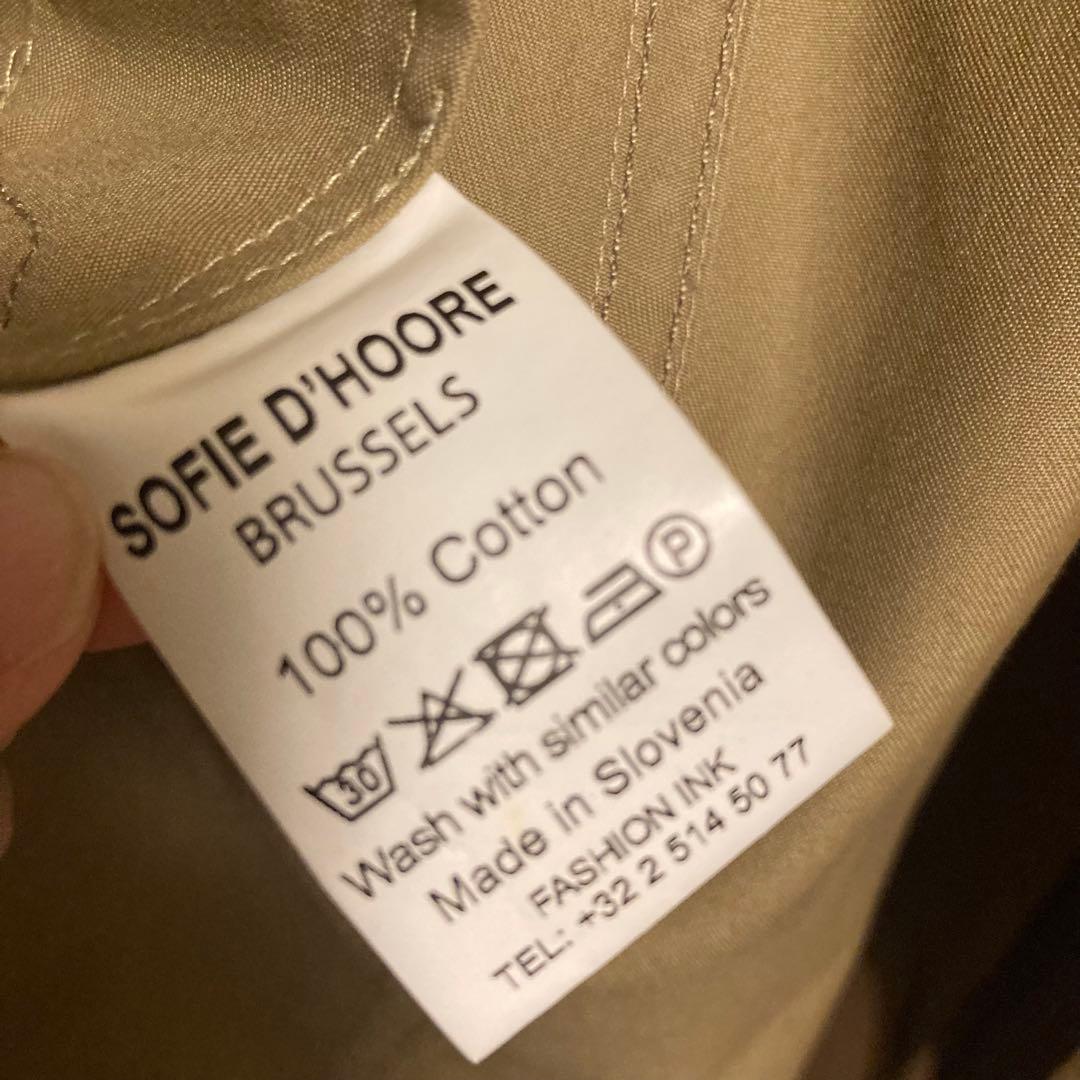 SOFIE D'HOORE
BRUSSELS
100% Cotton
30 P
Wash with similar colors
Made in Slovenia
FASHION INK
TEL: +32 2 514 50 77